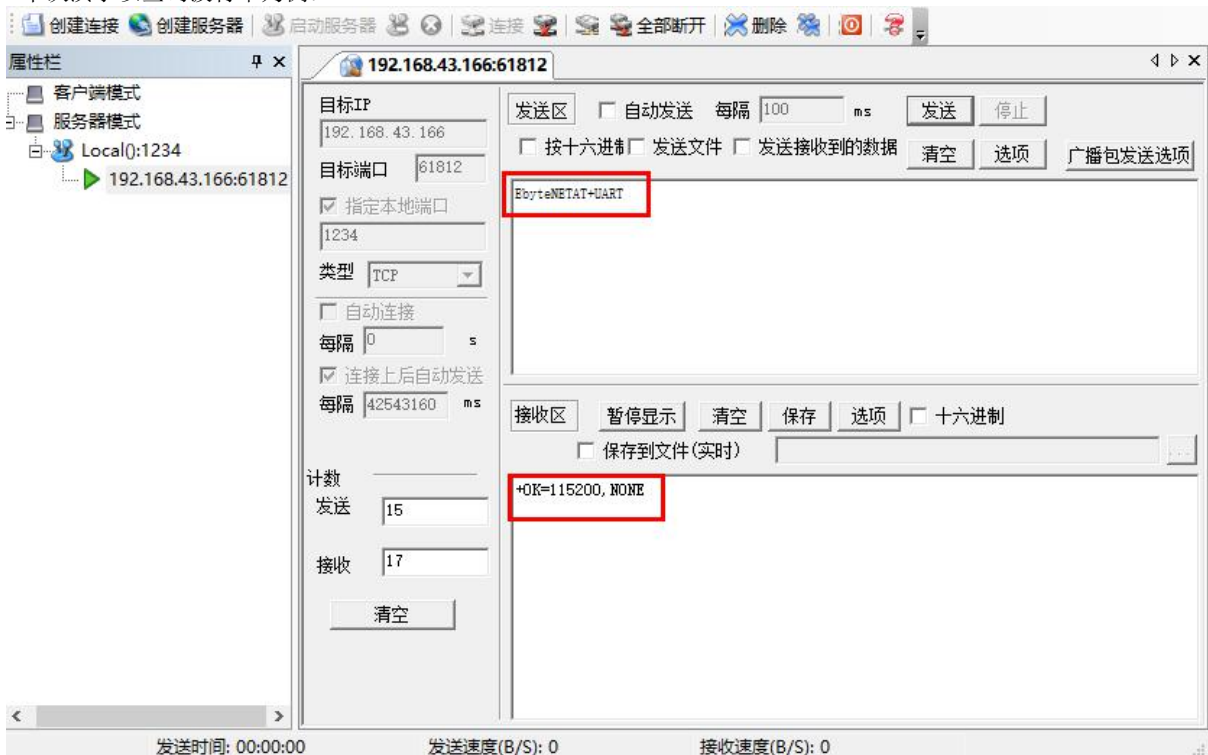 创建连接 创建服务器 启动服务器 连接 全部断开 删除
属性栏
客户端模式
服务器模式
Local():1234
192.168.43.166:61812
192.168.43.166:61812
目标IP
192.168.43.166
目标端口 61812
指定本地端口
1234
类型 TCP
自动连接
每隔 0 s
连接上后自动发送
每隔 42543160 ms
计数
发送 15
接收 17
清空
发送区 自动发送 每隔 100 ms 发送 停止
按十六进制 发送文件 发送接收到的数据 清空 选项 广播包发送选项
EbyteNETAT+UART
接收区 暂停显示 清空 保存 选项 十六进制
保存到文件(实时) ...
+OK=115200,NONE
发送时间: 00:00:00 发送速度(B/S): 0 接收速度(B/S): 0